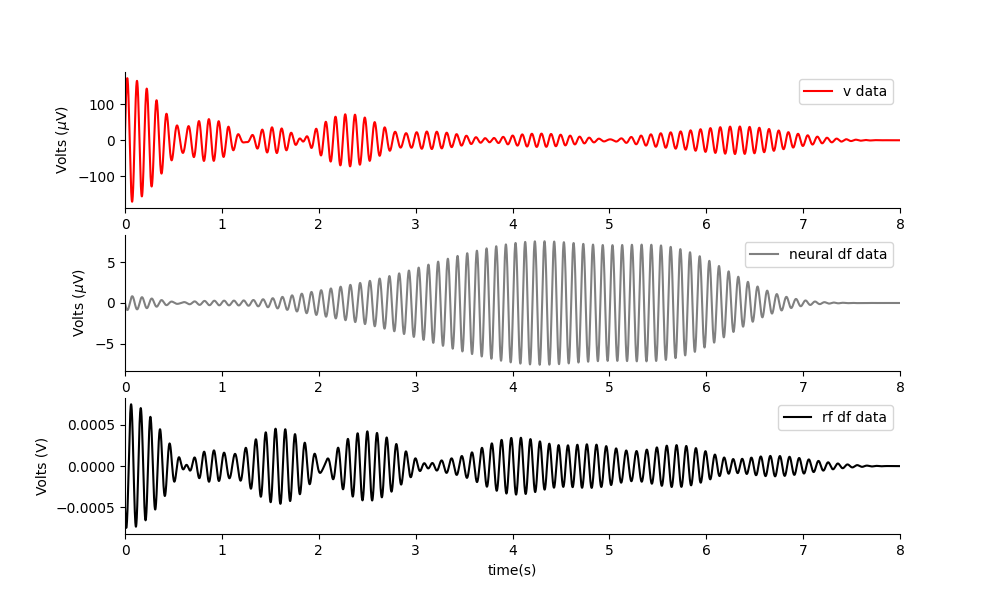 v data
Volts (μV)
100
0
−100
0 1 2 3 4 5 6 7 8
neural df data
Volts (μV)
5
0
−5
0 1 2 3 4 5 6 7 8
rf df data
Volts (V)
0.0005
0.0000
−0.0005
0 1 2 3 4 5 6 7 8
time(s)